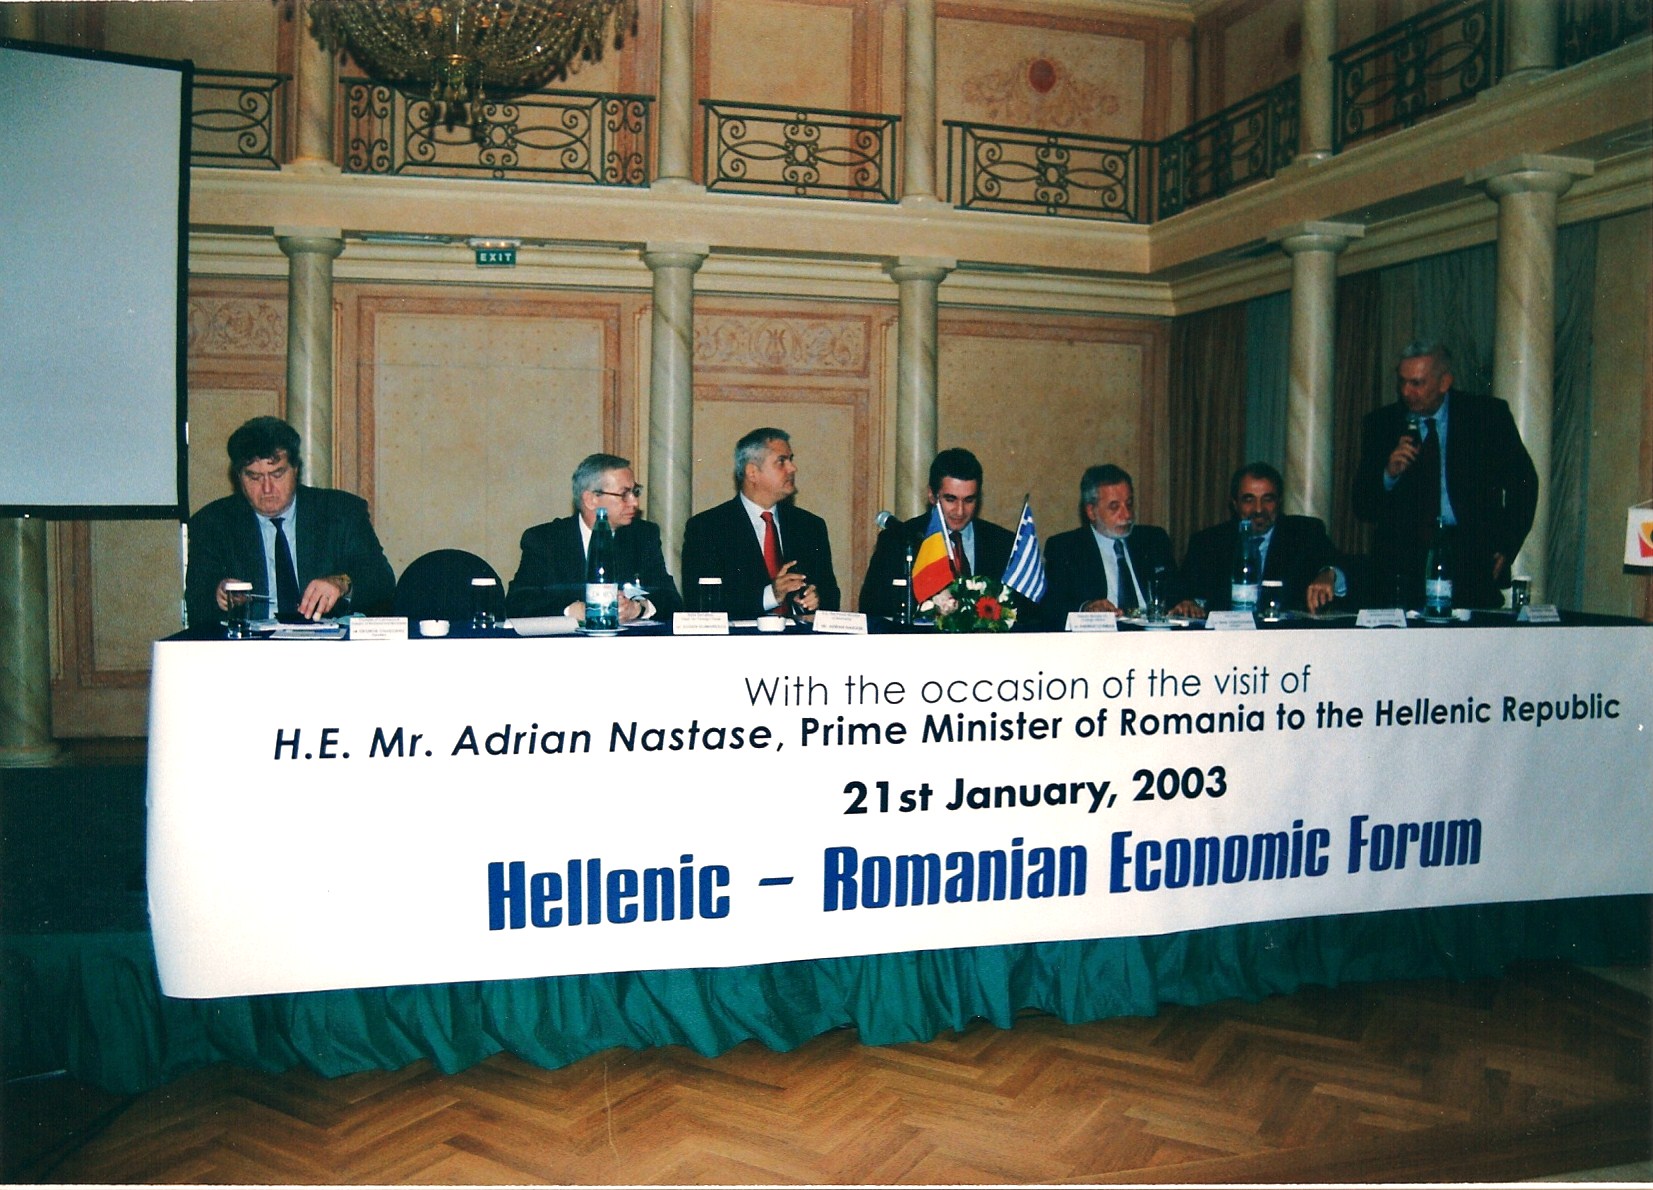 EXIT
With the occasion of the visit of
H.E. Mr. Adrian Nastase, Prime Minister of Romania to the Hellenic Republic
21st January, 2003
Hellenic – Romanian Economic Forum